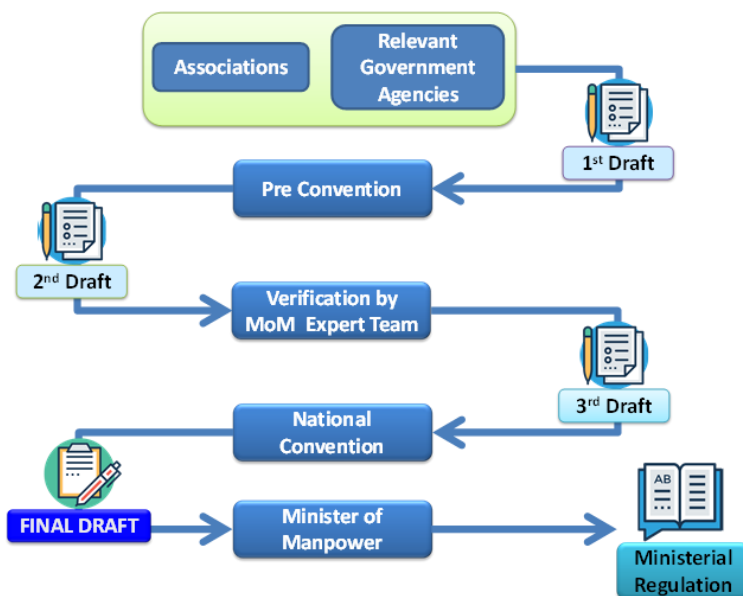 Associations
Relevant
Government
Agencies
1st Draft
Pre Convention
2nd Draft
Verification by
MoM Expert Team
3rd Draft
National
Convention
FINAL DRAFT
Minister of
Manpower
AB
Ministerial
Regulation